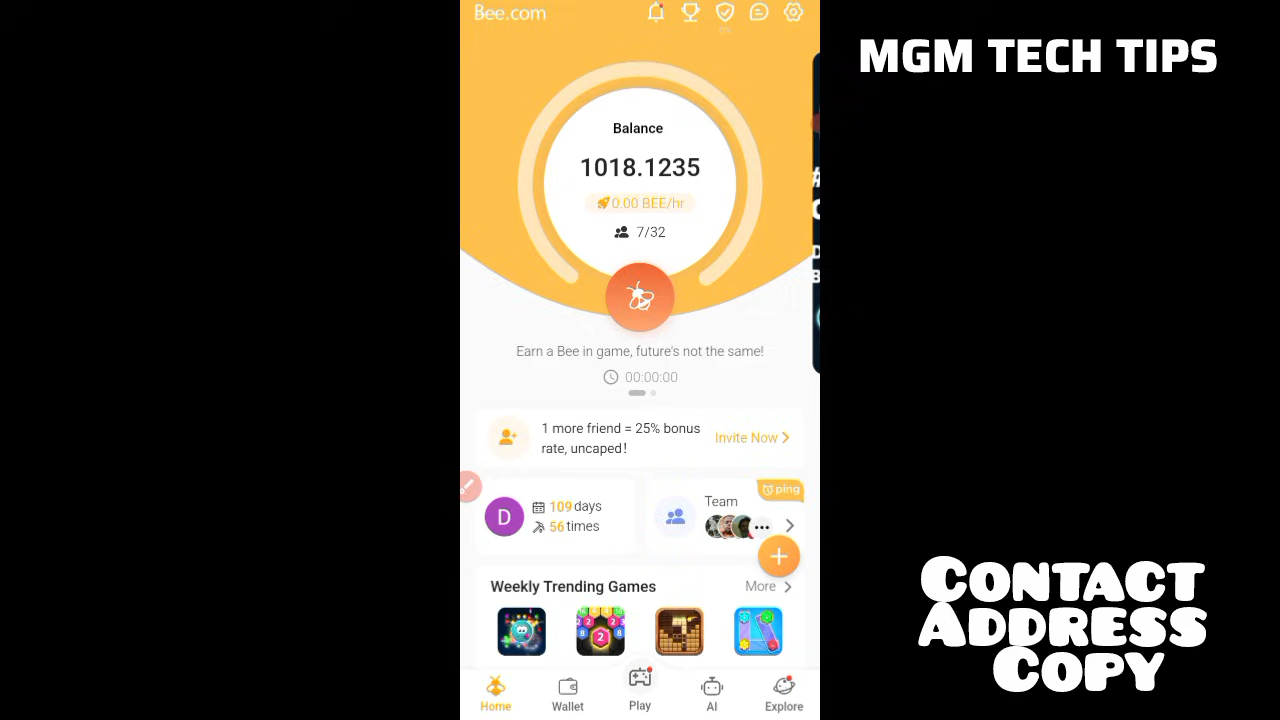 Bee.com
0%
MGM TECH TIPS
Balance
1018.1235
0.00 BEE/hr
7/32
Earn a Bee in game, future's not the same!
00:00:00
1 more friend = 25% bonus
rate, uncaped!
Invite Now
D
109 days
56 times
Team
ping
Weekly Trending Games
More
Home
Wallet
Play
AI
Explore
CONTACT
ADDRESS
COPY